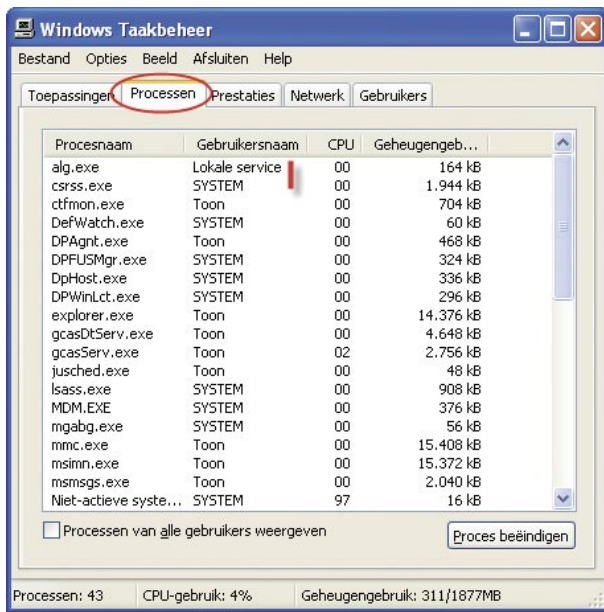 Windows Taakbeheer
Bestand Opties Beeld Afsluiten Help
Toepassingen Processen Prestaties Netwerk Gebruikers
Procesnaam Gebruikersnaam CPU Geheugengeb...
alg.exe Lokale service 00 164 kB
csrss.exe SYSTEM 00 1.944 kB
ctfmon.exe Toon 00 704 kB
DefWatch.exe SYSTEM 00 60 kB
DPAgnt.exe Toon 00 468 kB
DPFUSMgr.exe SYSTEM 00 324 kB
DpHost.exe SYSTEM 00 336 kB
DPWinLct.exe SYSTEM 00 296 kB
explorer.exe Toon 00 14.376 kB
gcasDtServ.exe Toon 00 4.648 kB
gcasServ.exe Toon 02 2.756 kB
jusched.exe Toon 00 48 kB
lsass.exe SYSTEM 00 908 kB
MDM.EXE SYSTEM 00 376 kB
mgabg.exe SYSTEM 00 56 kB
mmc.exe Toon 00 15.408 kB
msimn.exe Toon 00 15.372 kB
msmsgs.exe Toon 00 2.040 kB
Niet-actieve syste... SYSTEM 97 16 kB
Processen van alle gebruikers weergeven Proces beëindigen
Processen: 43 CPU-gebruik: 4% Geheugengebruik: 311/1877MB